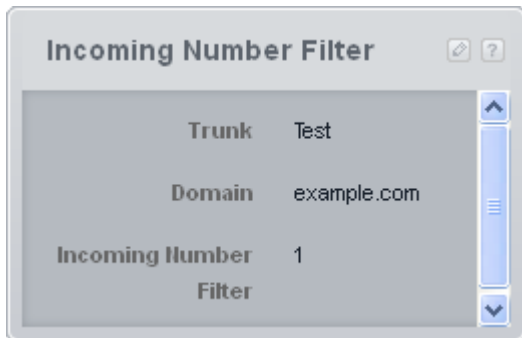 Incoming Number Filter
Trunk Test
Domain example.com
Incoming Number 1
Filter